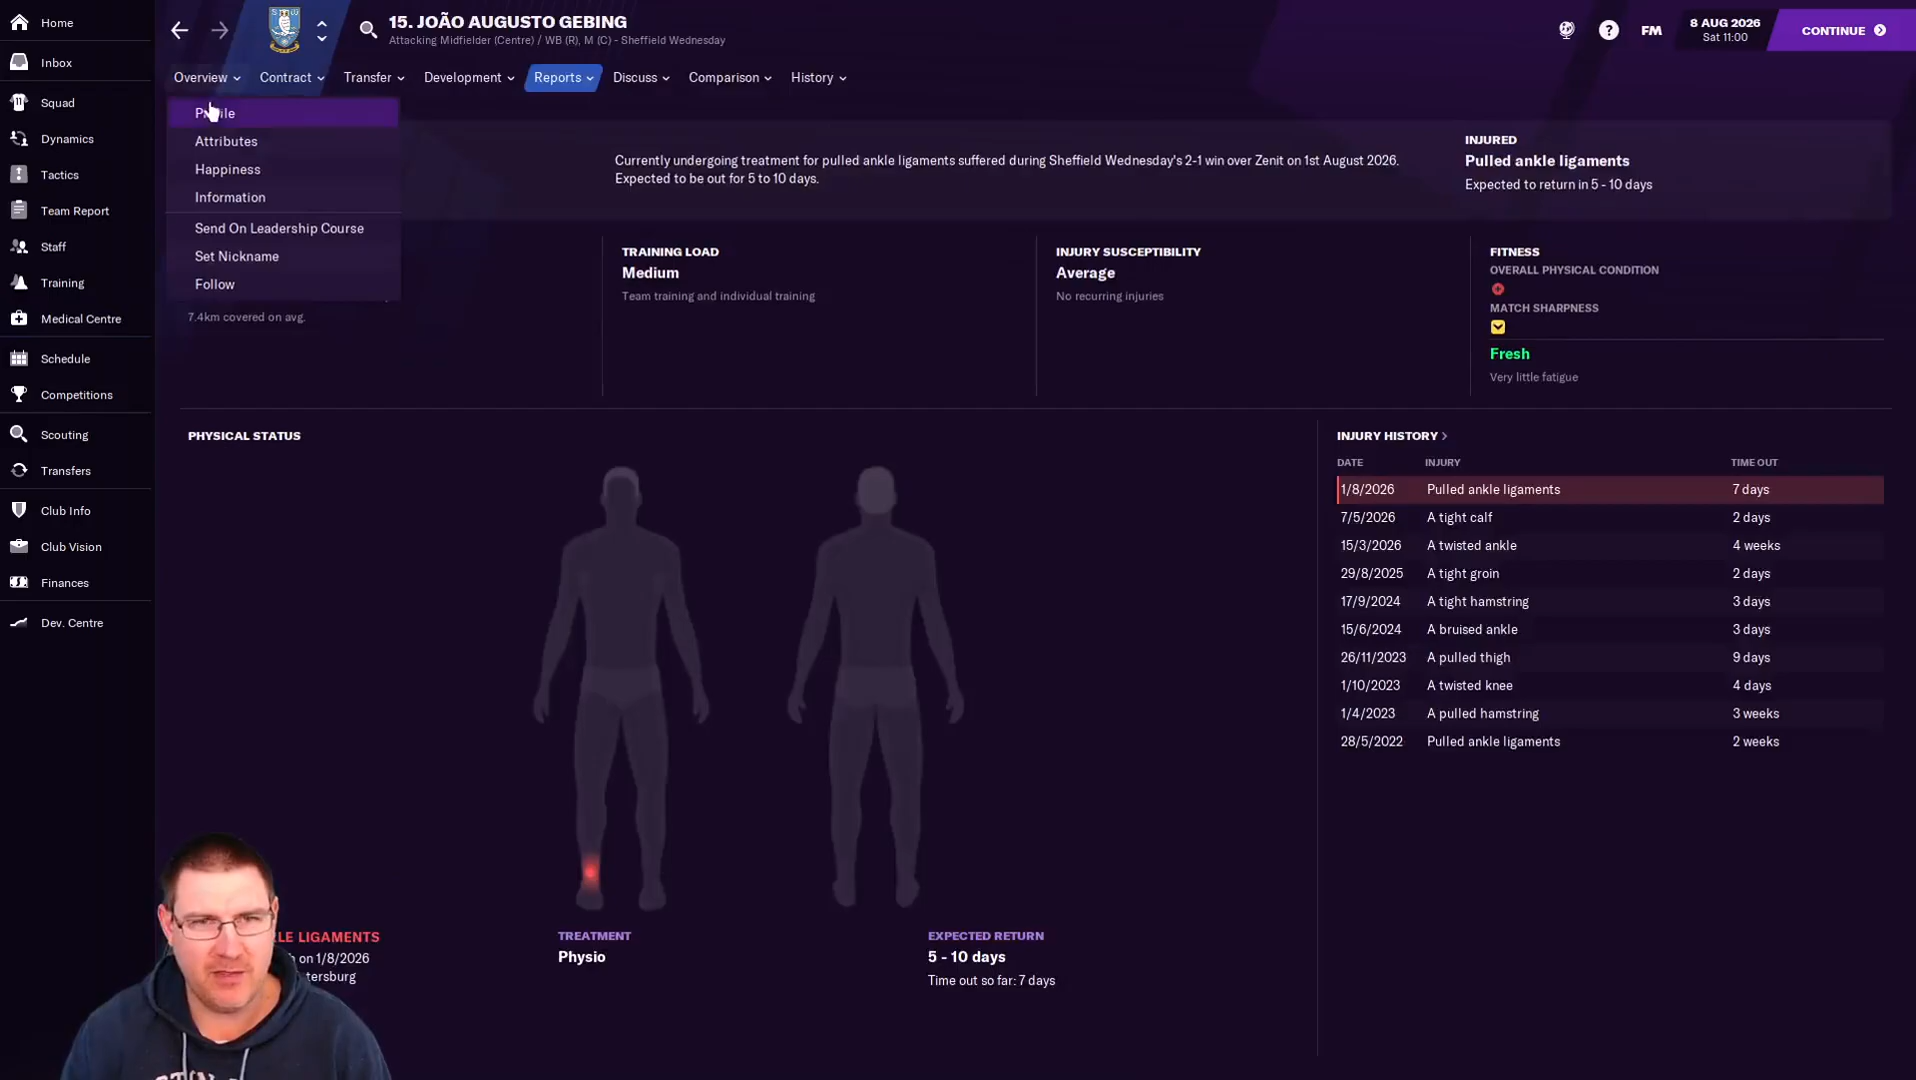 Home
Inbox
Squad
Dynamics
Tactics
Team Report
Staff
Training
Medical Centre
Schedule
Competitions
Scouting
Transfers
Club Info
Club Vision
Finances
Dev. Centre
15. JOÃO AUGUSTO GEBING
Attacking Midfielder (Centre) / WB (R), M (C) - Sheffield Wednesday
FM
8 AUG 2026
Sat 11:00
CONTINUE
Overview
Contract
Transfer
Development
Reports
Discuss
Comparison
History
Attributes
Happiness
Information
Send On Leadership Course
Set Nickname
Follow
Currently undergoing treatment for pulled ankle ligaments suffered during Sheffield Wednesday's 2-1 win over Zenit on 1st August 2026.
Expected to be out for 5 to 10 days.
INJURED
Pulled ankle ligaments
Expected to return in 5 - 10 days
7.4km covered on avg.
TRAINING LOAD
Medium
Team training and individual training
INJURY SUSCEPTIBILITY
Average
No recurring injuries
FITNESS
OVERALL PHYSICAL CONDITION
MATCH SHARPNESS
Fresh
Very little fatigue
PHYSICAL STATUS
INJURY HISTORY
DATE INJURY TIME OUT
1/8/2026 Pulled ankle ligaments 7 days
7/5/2026 A tight calf 2 days
15/3/2026 A twisted ankle 4 weeks
29/8/2025 A tight groin 2 days
17/9/2024 A tight hamstring 3 days
15/6/2024 A bruised ankle 3 days
26/11/2023 A pulled thigh 9 days
1/10/2023 A twisted knee 4 days
1/4/2023 A pulled hamstring 3 weeks
28/5/2022 Pulled ankle ligaments 2 weeks
LIGAMENTS
on 1/8/2026
TREATMENT
Physio
EXPECTED RETURN
5 - 10 days
Time out so far: 7 days